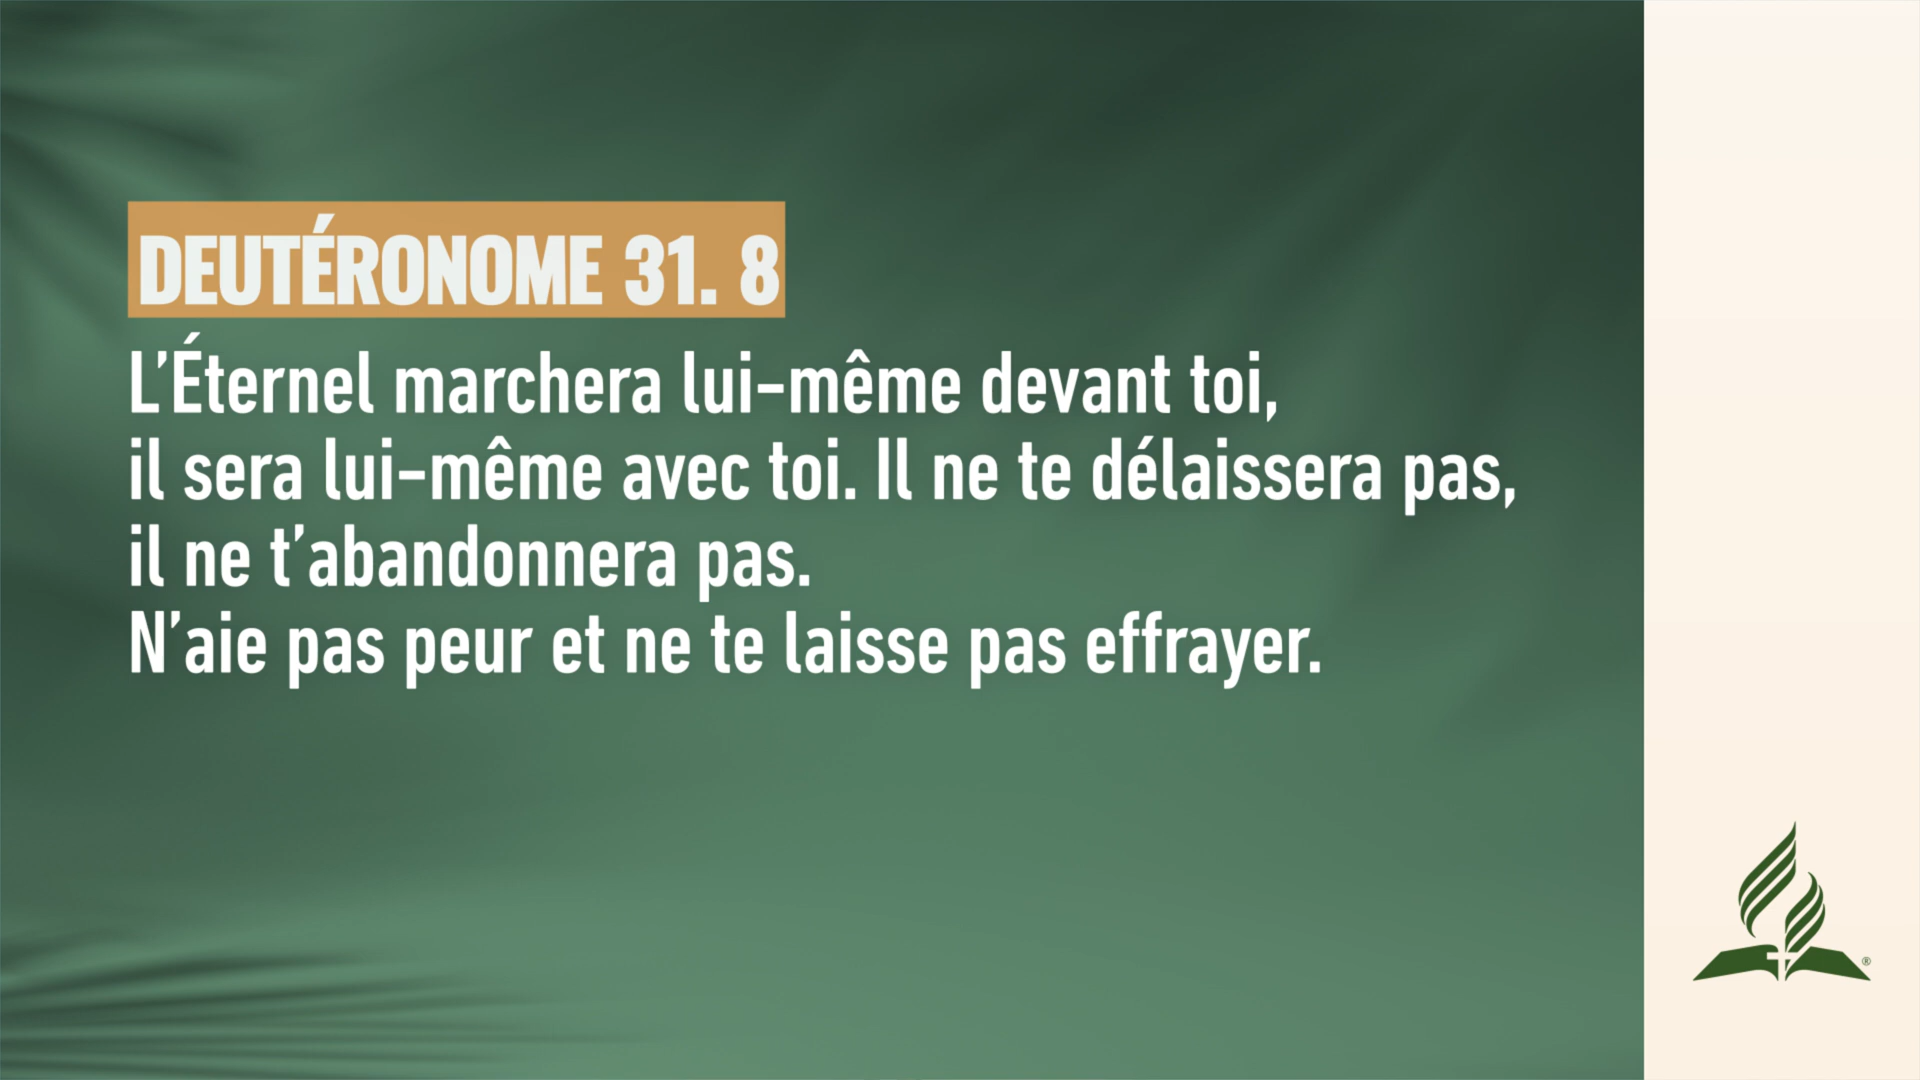 DEUTÉRONOME 31. 8
L’Éternel marchera lui-même devant toi,
il sera lui-même avec toi. Il ne te délaissera pas,
il ne t’abandonnera pas.
N’aie pas peur et ne te laisse pas effrayer.
®